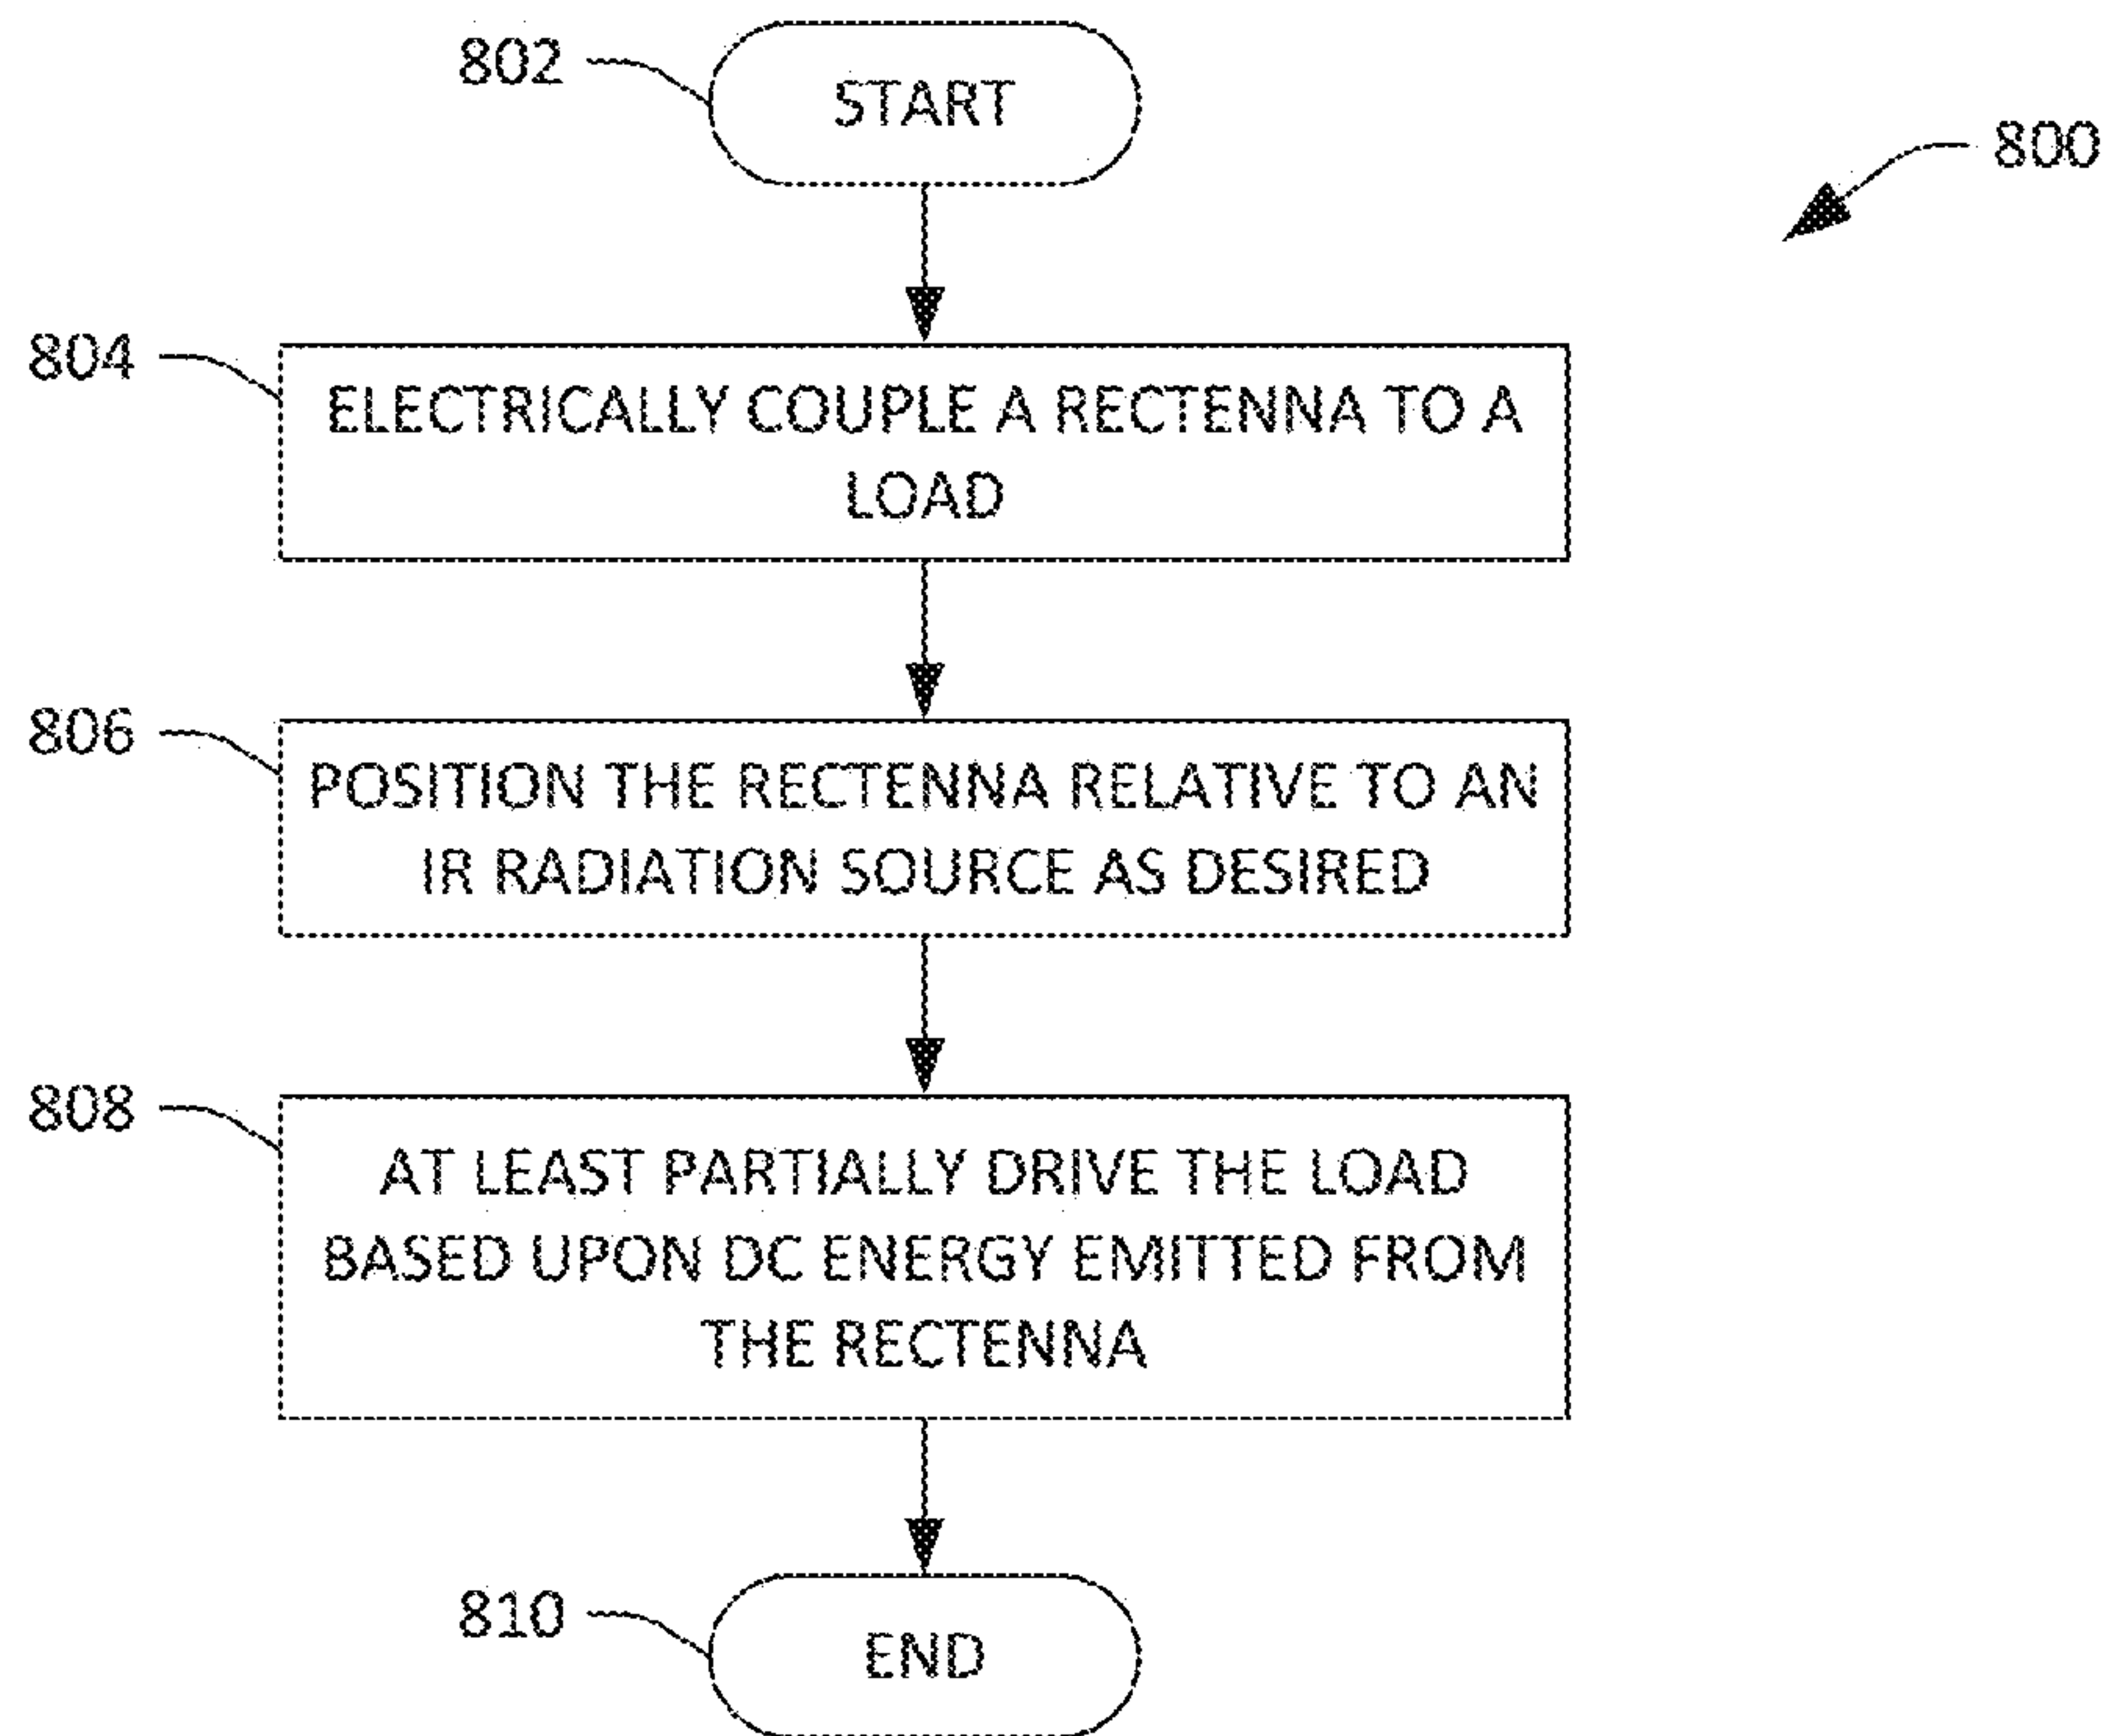 802
START
800
804
ELECTRICALLY COUPLE A RECTENNA TO A
LOAD
806
POSITION THE RECTENNA RELATIVE TO AN
IR RADIATION SOURCE AS DESIRED
808
AT LEAST PARTIALLY DRIVE THE LOAD
BASED UPON DC ENERGY EMITTED FROM
THE RECTENNA
810
END